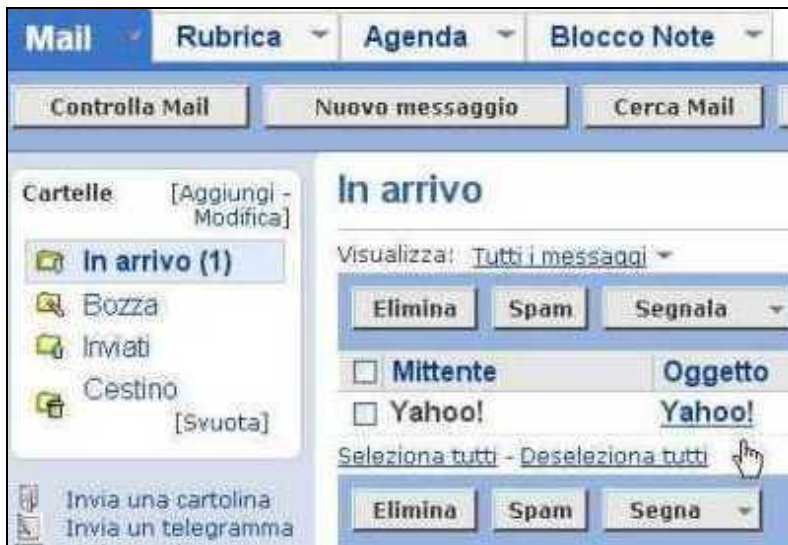 Mail Rubrica Agenda Blocco Note
Controlla Mail Nuovo messaggio Cerca Mail
Cartelle [Aggiungi -
Modifica]
In arrivo (1)
Bozza
Inviati
Cestino
[Svuota]
Invia una cartolina
Invia un telegramma
In arrivo
Visualizza: Tutti i messaggi
Elimina Spam Segnala
Mittente Oggetto
Yahoo! Yahoo!
Seleziona tutti - Deseleziona tutti
Elimina Spam Segna